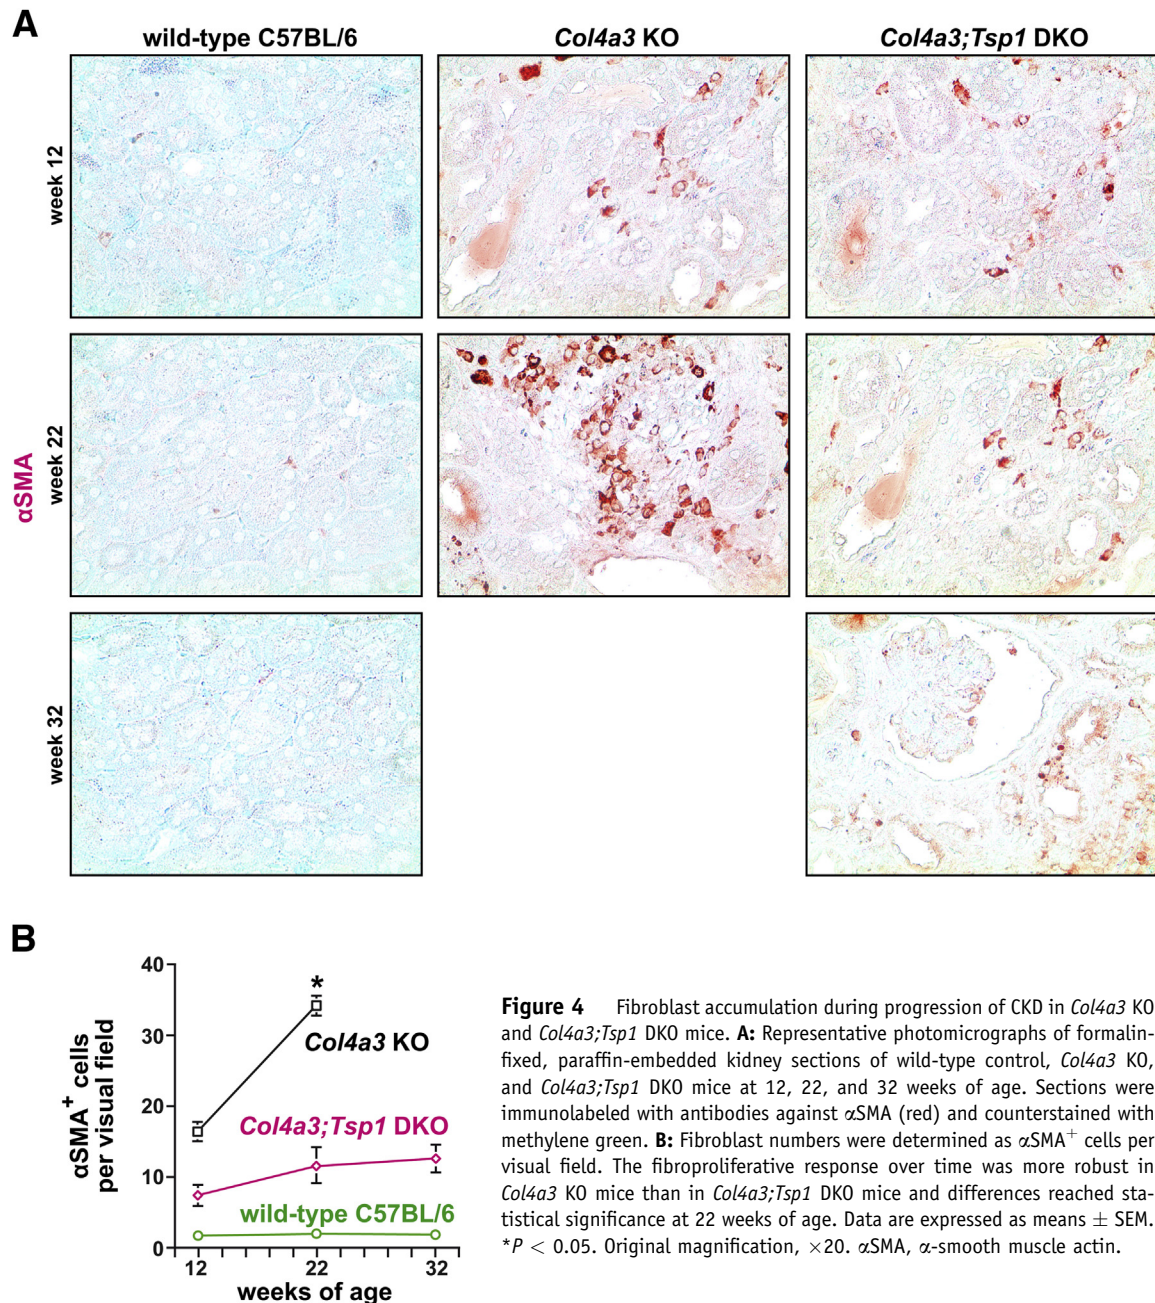 A
wild-type C57BL/6
Col4a3 KO
Col4a3;Tsp1 DKO
week 12
week 22
αSMA
week 32
B
40
30
20
10
0
αSMA⁺ cells
per visual field
*
Col4a3 KO
Col4a3;Tsp1 DKO
wild-type C57BL/6
12
22
32
weeks of age
Figure 4 Fibroblast accumulation during progression of CKD in Col4a3 KO
and Col4a3;Tsp1 DKO mice. A: Representative photomicrographs of formalin-
fixed, paraffin-embedded kidney sections of wild-type control, Col4a3 KO,
and Col4a3;Tsp1 DKO mice at 12, 22, and 32 weeks of age. Sections were
immunolabeled with antibodies against αSMA (red) and counterstained with
methylene green. B: Fibroblast numbers were determined as αSMA⁺ cells per
visual field. The fibroproliferative response over time was more robust in
Col4a3 KO mice than in Col4a3;Tsp1 DKO mice and differences reached sta-
tistical significance at 22 weeks of age. Data are expressed as means ± SEM.
*P < 0.05. Original magnification, ×20. αSMA, α-smooth muscle actin.